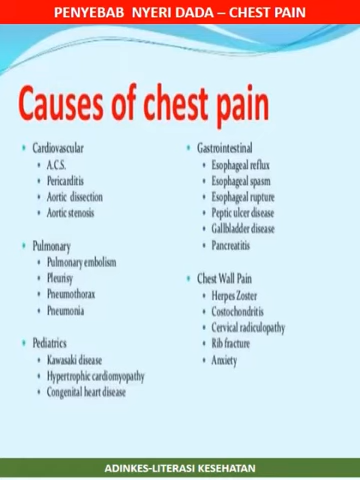 PENYEBAB NYERI DADA – CHEST PAIN
Causes of chest pain
Cardiovascular
A.C.S.
Pericarditis
Aortic dissection
Aortic stenosis
Pulmonary
Pulmonary embolism
Pleurisy
Pneumothorax
Pneumonia
Pediatrics
Kawasaki disease
Hypertrophic cardiomyopathy
Congenital heart disease
Gastrointestinal
Esophageal reflux
Esophageal spasm
Esophageal rupture
Peptic ulcer disease
Gallbladder disease
Pancreatitis
Chest Wall Pain
Herpes Zoster
Costochondritis
Cervical radiculopathy
Rib fracture
Anxiety
ADINKES-LITERASI KESEHATAN